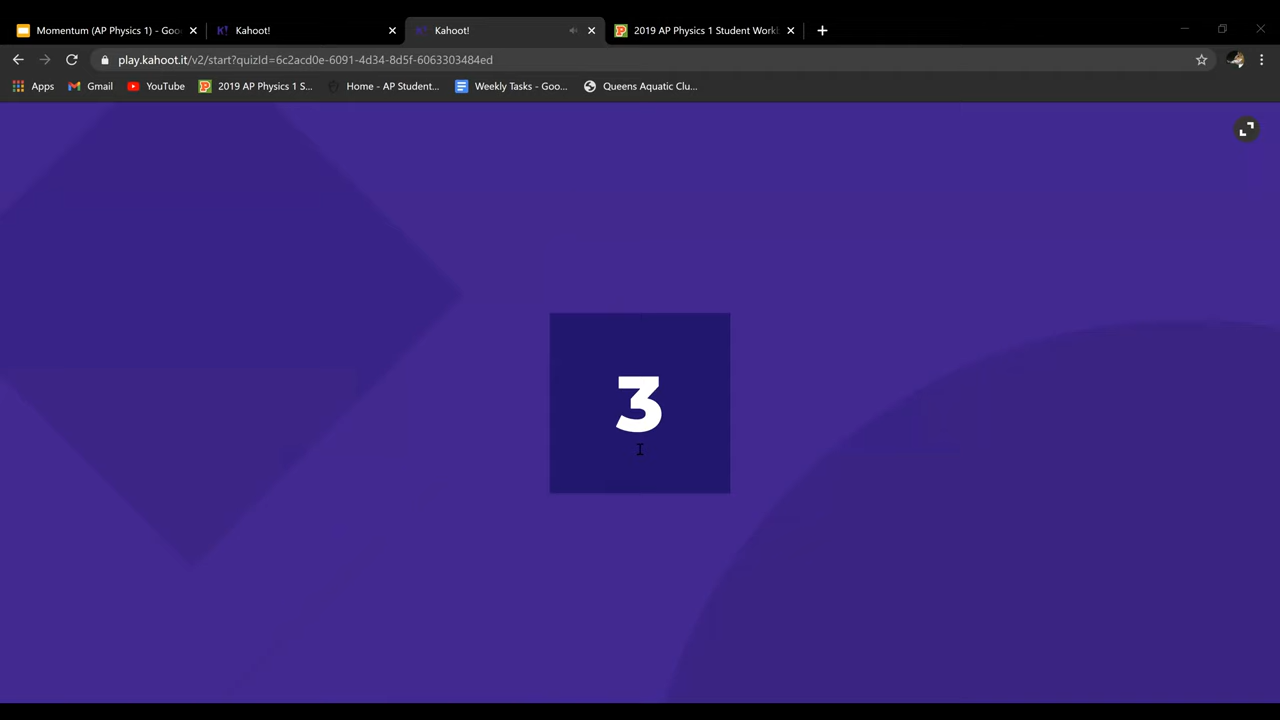 Momentum (AP Physics 1) - Goo
Kahoot!
Kahoot!
2019 AP Physics 1 Student Workb
play.kahoot.it/v2/start?quizId=6c2acd0e-6091-4d34-8d5f-6063303484ed
Apps
Gmail
YouTube
2019 AP Physics 1 S...
Home - AP Student...
Weekly Tasks - Goo...
Queens Aquatic Clu...
3